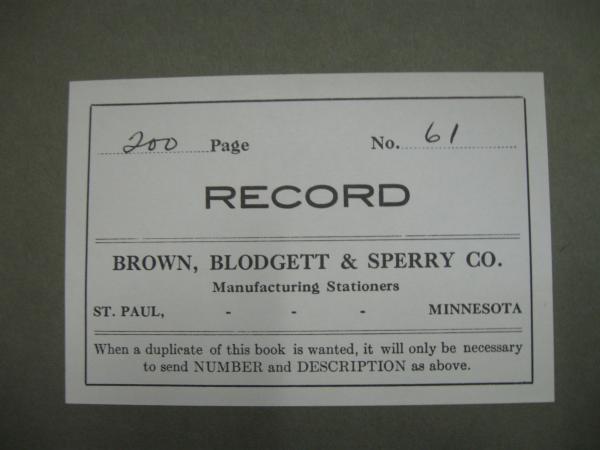 200 Page No. 61
RECORD
BROWN, BLODGETT & SPERRY CO.
Manufacturing Stationers
ST. PAUL, - - - MINNESOTA
When a duplicate of this book is wanted, it will only be necessary
to send NUMBER and DESCRIPTION as above.